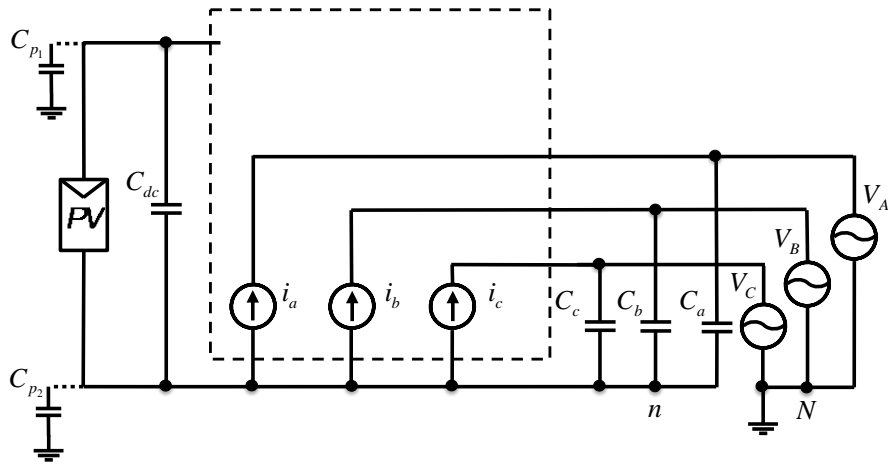 C_{p_1}
C_{dc}
PV
V_A
V_B
V_C
i_a
i_b
i_c
C_c
C_b
C_a
C_{p_2}
n
N